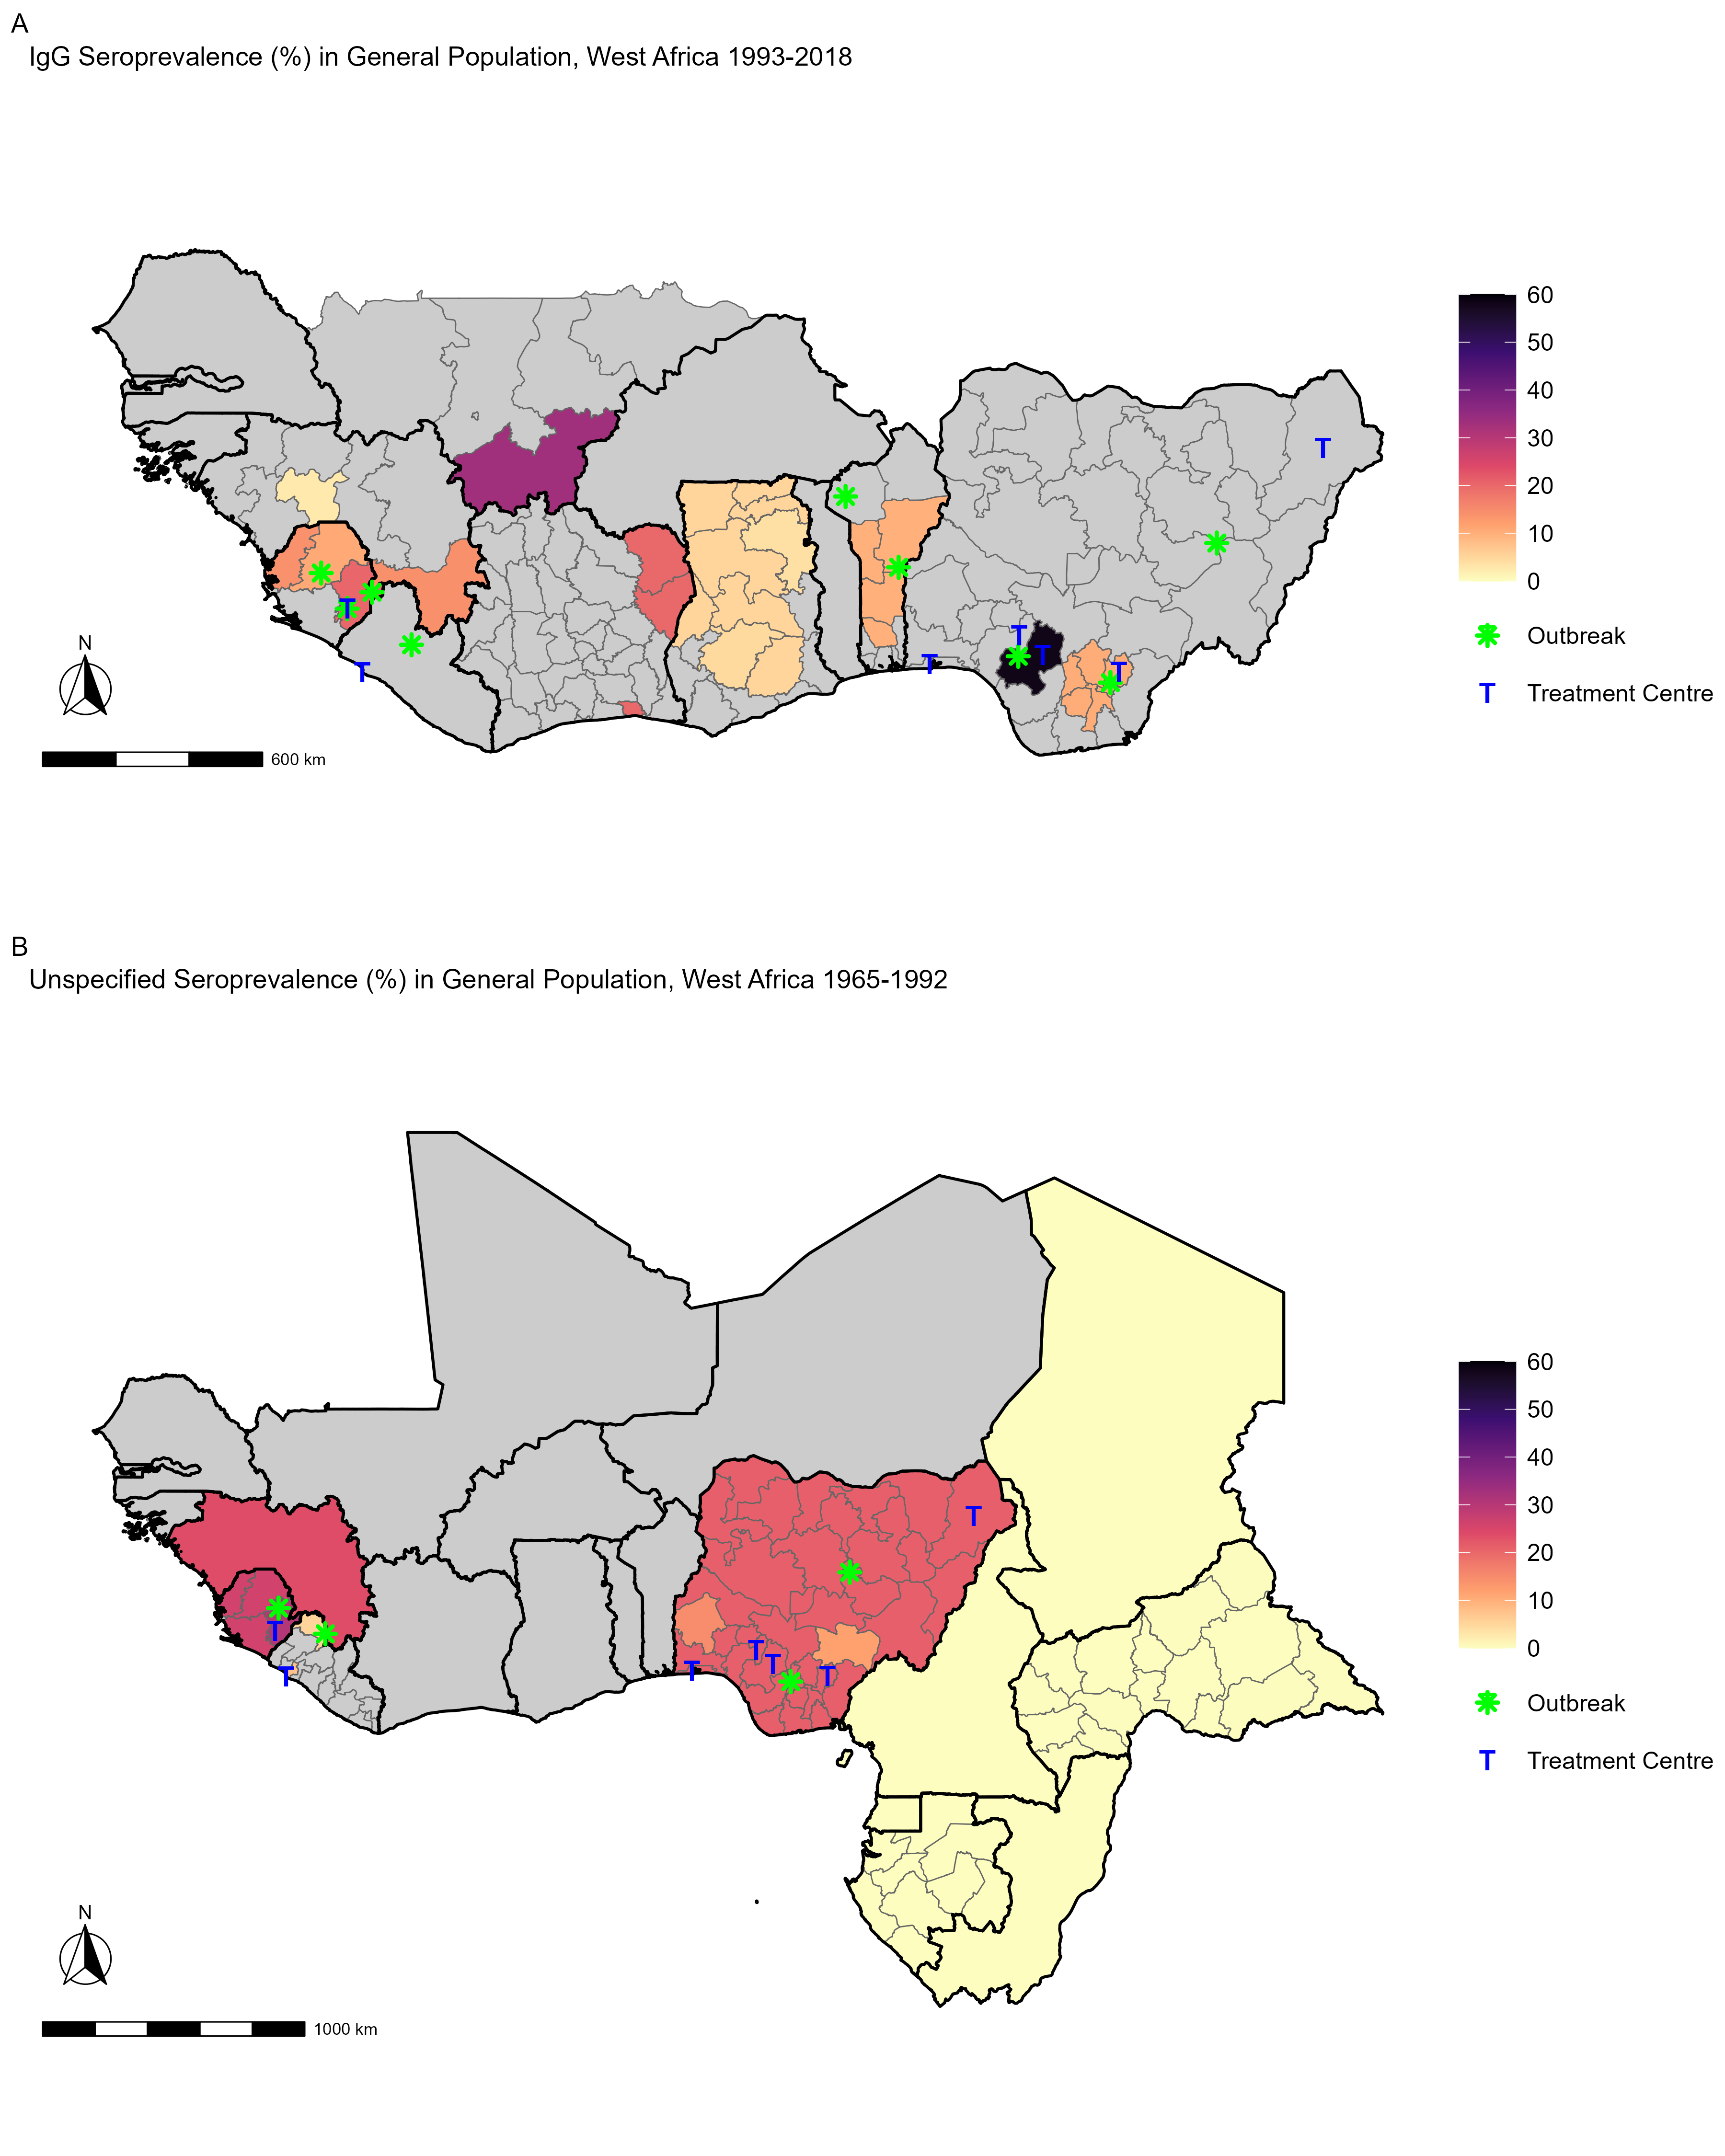 A
IgG Seroprevalence (%) in General Population, West Africa 1993-2018
60
50
40
30
20
10
0
Outbreak
T Treatment Centre
T
T
T
T
T
T
T
N
600 km
B
Unspecified Seroprevalence (%) in General Population, West Africa 1965-1992
60
50
40
30
20
10
0
Outbreak
T Treatment Centre
T
T
T
T
T
T
T
N
1000 km